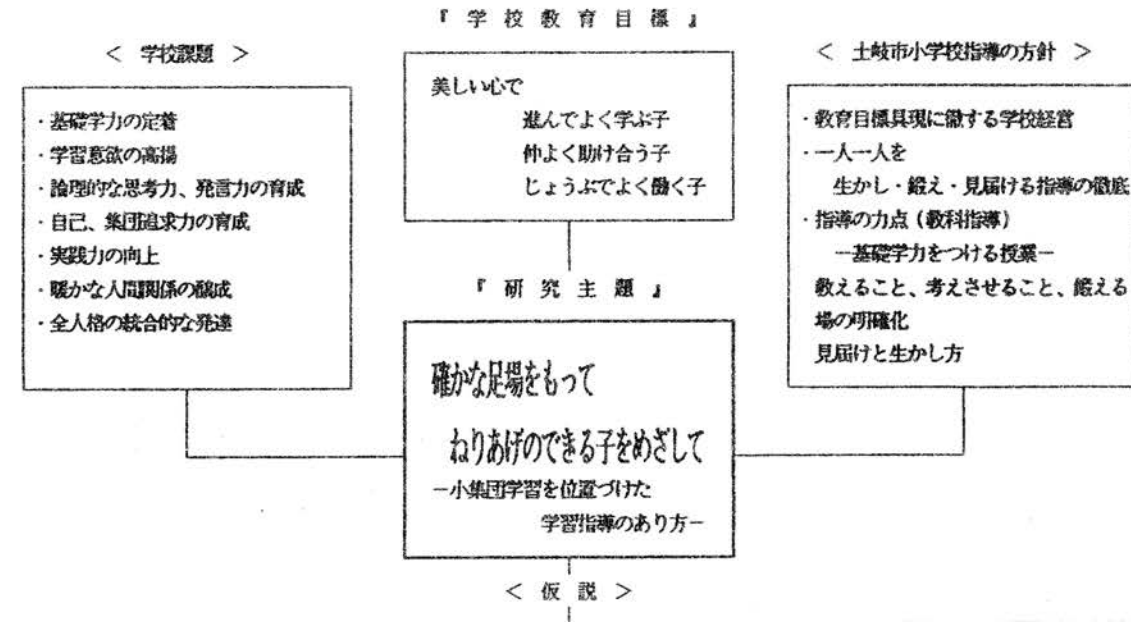 『 学 校 教 育 目 標 』
美しい心で
進んでよく学ぶ子
仲よく助け合う子
じょうぶでよく働く子
< 学校課題 >
・基礎学力の定着
・学習意欲の高揚
・論理的な思考力、発言力の育成
・自己、集団追求力の育成
・実践力の向上
・暖かな人間関係の醸成
・全人格の統合的な発達
< 土岐市小学校指導の方針 >
・教育目標具現に徹する学校経営
・一人一人を
生かし・鍛え・見届ける指導の徹底
・指導の力点(教科指導)
ー基礎学力をつける授業ー
教えること、考えさせること、鍛える
場の明確化
見届けと生かし方
『 研 究 主 題 』
確かな足場をもって
ねりあげのできる子をめざして
ー小集団学習を位置づけた
学習指導のあり方ー
< 仮 説 >